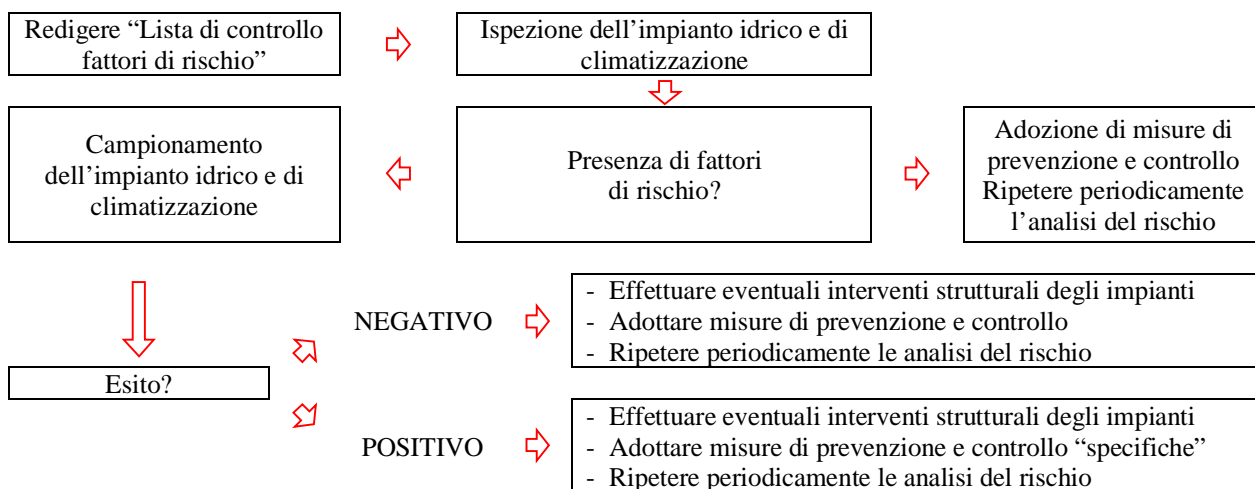 Redigere “Lista di controllo
fattori di rischio”
Ispezione dell’impianto idrico e di
climatizzazione
Campionamento
dell’impianto idrico e di
climatizzazione
Presenza di fattori
di rischio?
Adozione di misure di
prevenzione e controllo
Ripetere periodicamente
l’analisi del rischio
Esito?
NEGATIVO
- Effettuare eventuali interventi strutturali degli impianti
- Adottare misure di prevenzione e controllo
- Ripetere periodicamente le analisi del rischio
POSITIVO
- Effettuare eventuali interventi strutturali degli impianti
- Adottare misure di prevenzione e controllo “specifiche”
- Ripetere periodicamente le analisi del rischio